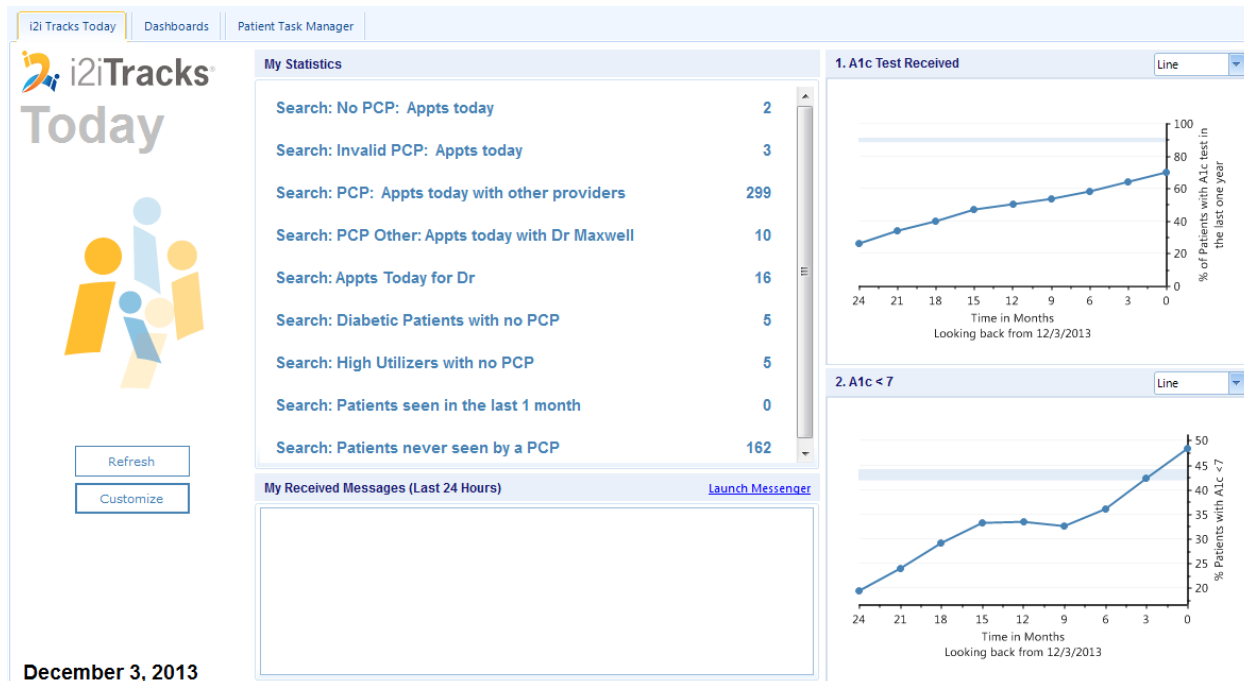 i2i Tracks Today
Dashboards
Patient Task Manager
i2iTracks
Today
Refresh
Customize
December 3, 2013
My Statistics
Search: No PCP: Appts today 2
Search: Invalid PCP: Appts today 3
Search: PCP: Appts today with other providers 299
Search: PCP Other: Appts today with Dr Maxwell 10
Search: Appts Today for Dr 16
Search: Diabetic Patients with no PCP 5
Search: High Utilizers with no PCP 5
Search: Patients seen in the last 1 month 0
Search: Patients never seen by a PCP 162
My Received Messages (Last 24 Hours) Launch Messenger
1. A1c Test Received Line
100
80
60
40
20
0
% of Patients with A1c test in
the last one year
24 21 18 15 12 9 6 3 0
Time in Months
Looking back from 12/3/2013
2. A1c < 7 Line
50
45
40
35
30
25
20
% Patients with A1c <7
24 21 18 15 12 9 6 3 0
Time in Months
Looking back from 12/3/2013